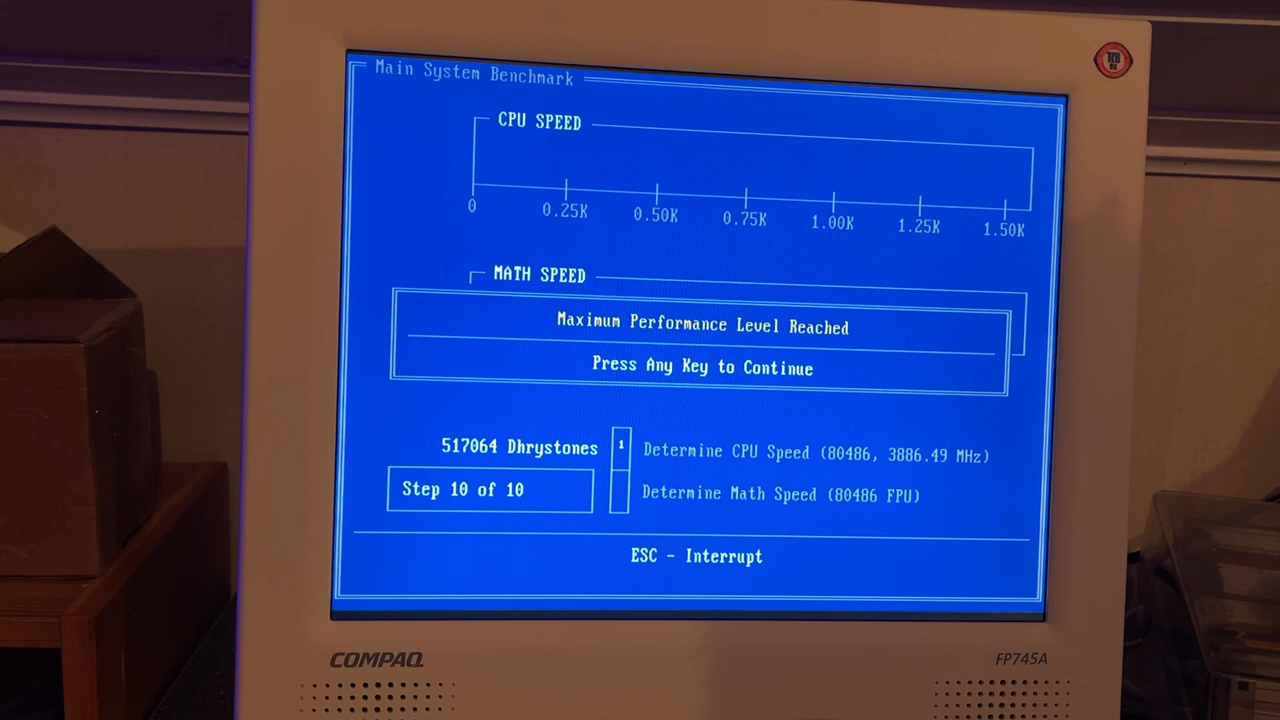 Main System Benchmark
CPU SPEED
0 0.25K 0.50K 0.75K 1.00K 1.25K 1.50K
MATH SPEED
Maximum Performance Level Reached
Press Any Key to Continue
517064 Dhrystones 1 Determine CPU Speed (80486, 3886.49 MHz)
Step 10 of 10 Determine Math Speed (80486 FPU)
ESC - Interrupt
COMPAQ
FP745A